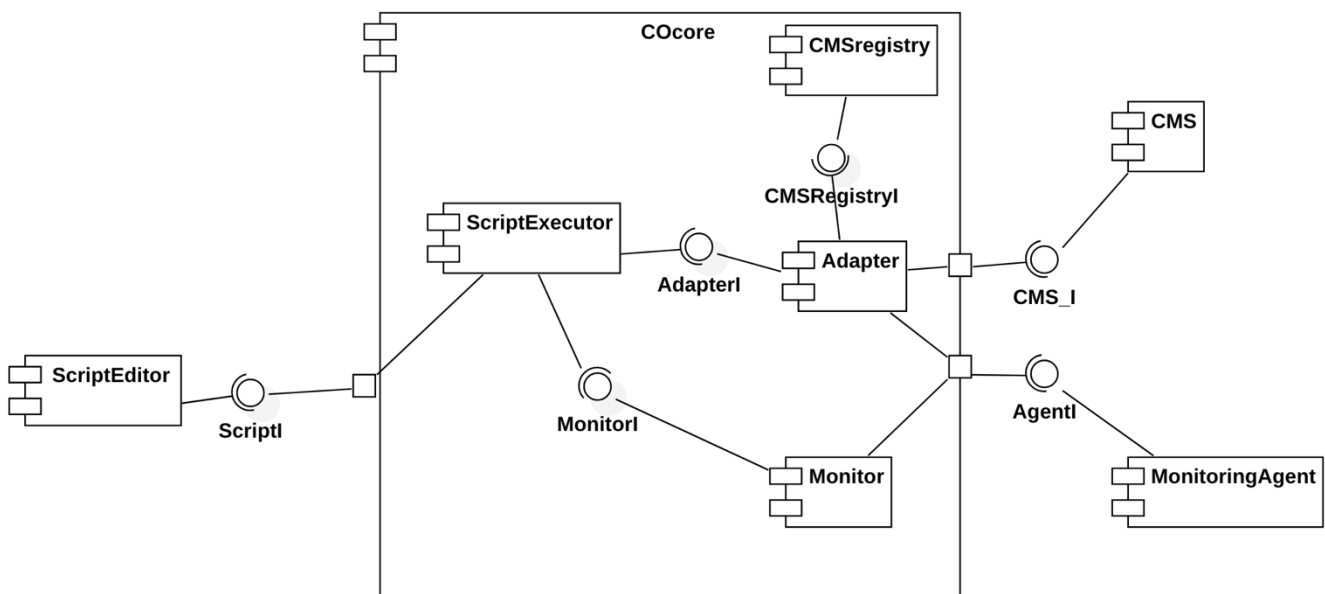 COcore
CMSregistry
CMS
CMSRegistryI
ScriptExecutor
Adapter
AdapterI
CMS_I
ScriptEditor
ScriptI
MonitorI
AgentI
Monitor
MonitoringAgent